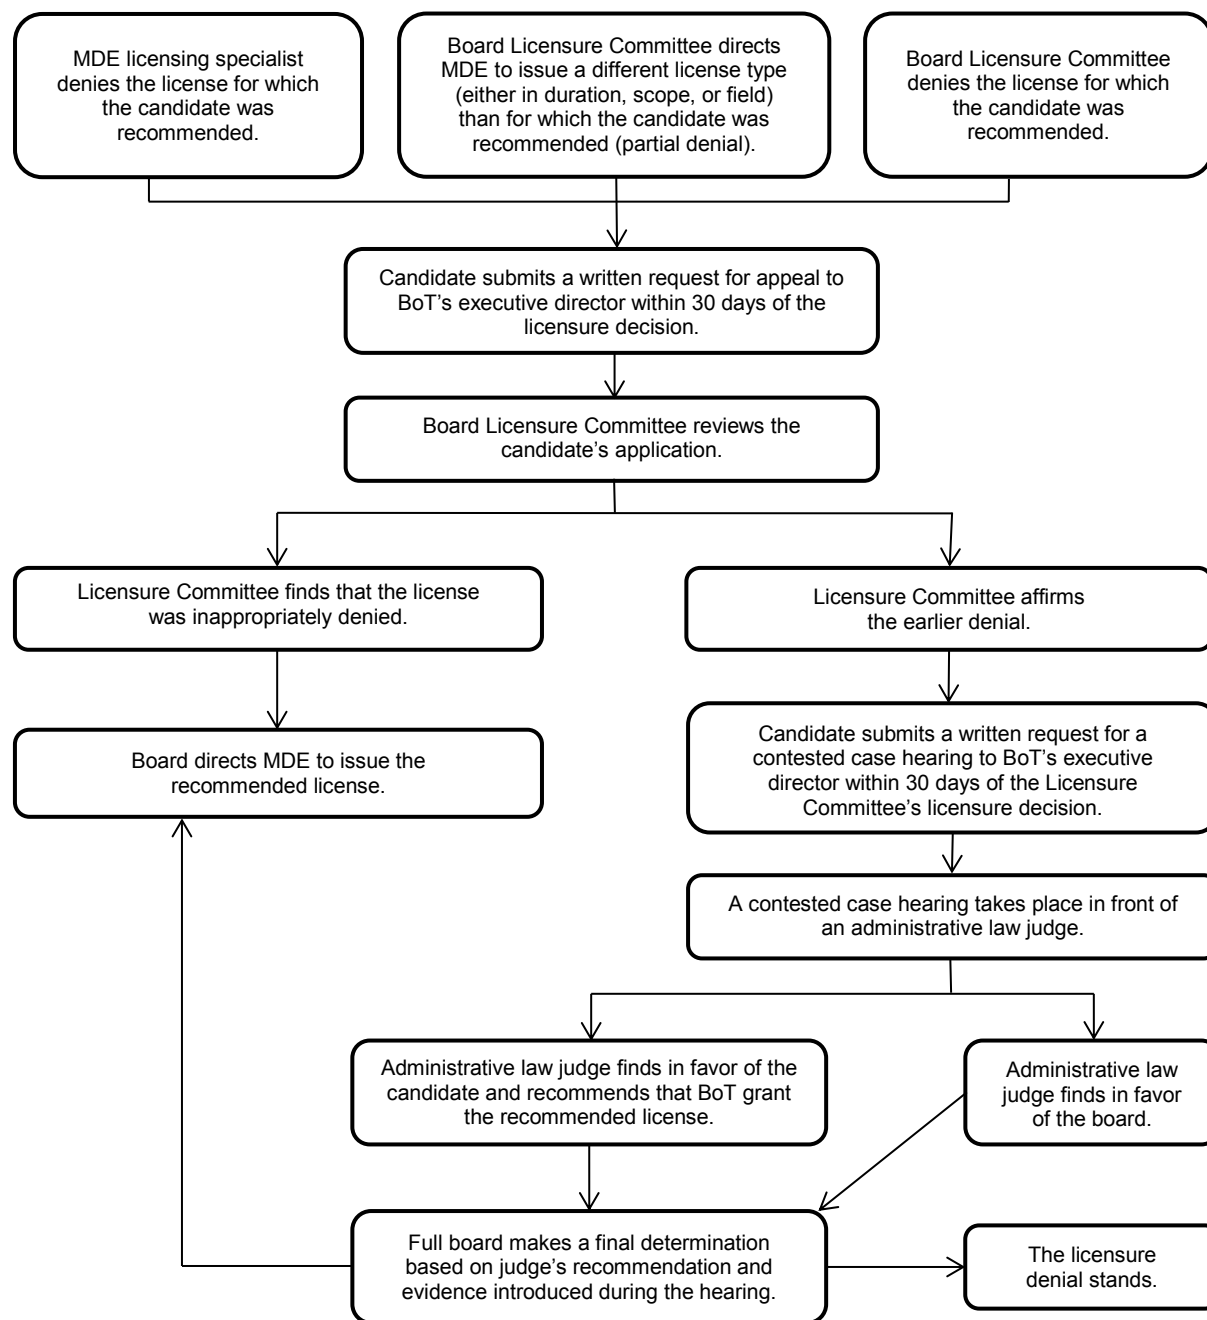 MDE licensing specialist
denies the license for which
the candidate was
recommended.
Board Licensure Committee directs
MDE to issue a different license type
(either in duration, scope, or field)
than for which the candidate was
recommended (partial denial).
Board Licensure Committee
denies the license for which
the candidate was
recommended.
Candidate submits a written request for appeal to
BoT’s executive director within 30 days of the
licensure decision.
Board Licensure Committee reviews the
candidate’s application.
Licensure Committee finds that the license
was inappropriately denied.
Licensure Committee affirms
the earlier denial.
Board directs MDE to issue the
recommended license.
Candidate submits a written request for a
contested case hearing to BoT’s executive
director within 30 days of the Licensure
Committee’s licensure decision.
A contested case hearing takes place in front of
an administrative law judge.
Administrative law judge finds in favor of the
candidate and recommends that BoT grant
the recommended license.
Administrative law
judge finds in favor
of the board.
Full board makes a final determination
based on judge’s recommendation and
evidence introduced during the hearing.
The licensure
denial stands.